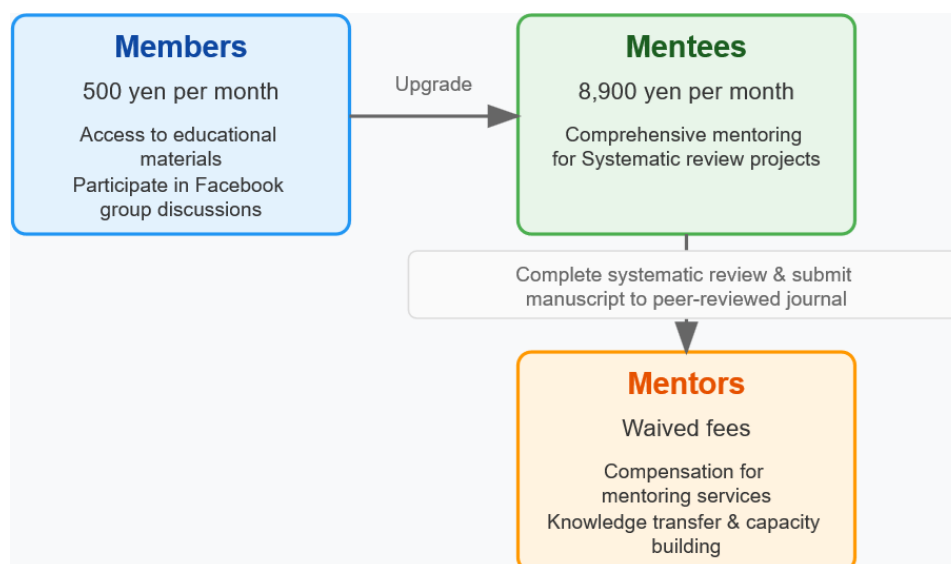 Members
500 yen per month
Access to educational
materials
Participate in Facebook
group discussions
Upgrade
Mentees
8,900 yen per month
Comprehensive mentoring
for Systematic review projects
Complete systematic review & submit
manuscript to peer-reviewed journal
Mentors
Waived fees
Compensation for
mentoring services
Knowledge transfer & capacity
building